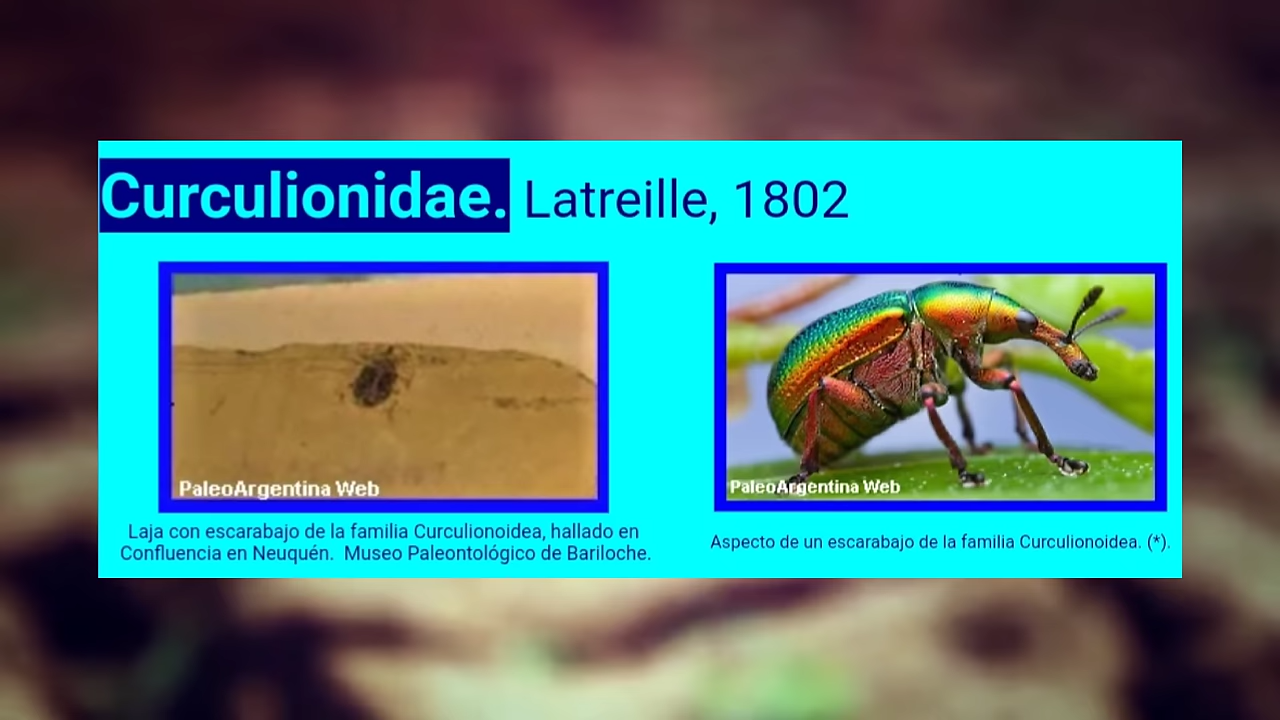 Curculionidae. Latreille, 1802
PaleoArgentina Web
PaleoArgentina Web
Laja con escarabajo de la familia Curculionoidea, hallado en
Confluencia en Neuquén. Museo Paleontológico de Bariloche.
Aspecto de un escarabajo de la familia Curculionoidea. (*).